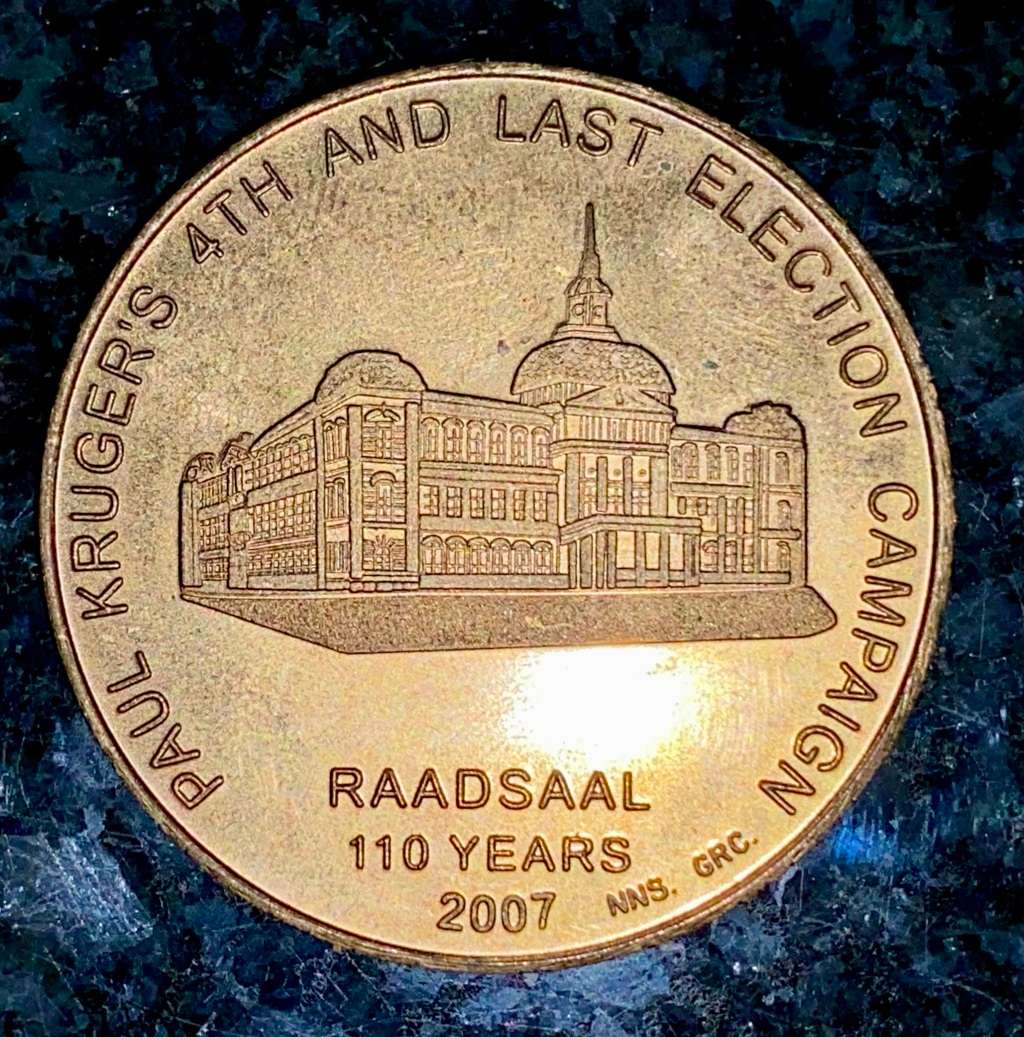 PAUL KRUGER'S 4TH AND LAST ELECTION CAMPAIGN
RAADSAAL
110 YEARS
2007
NNS. GRC.